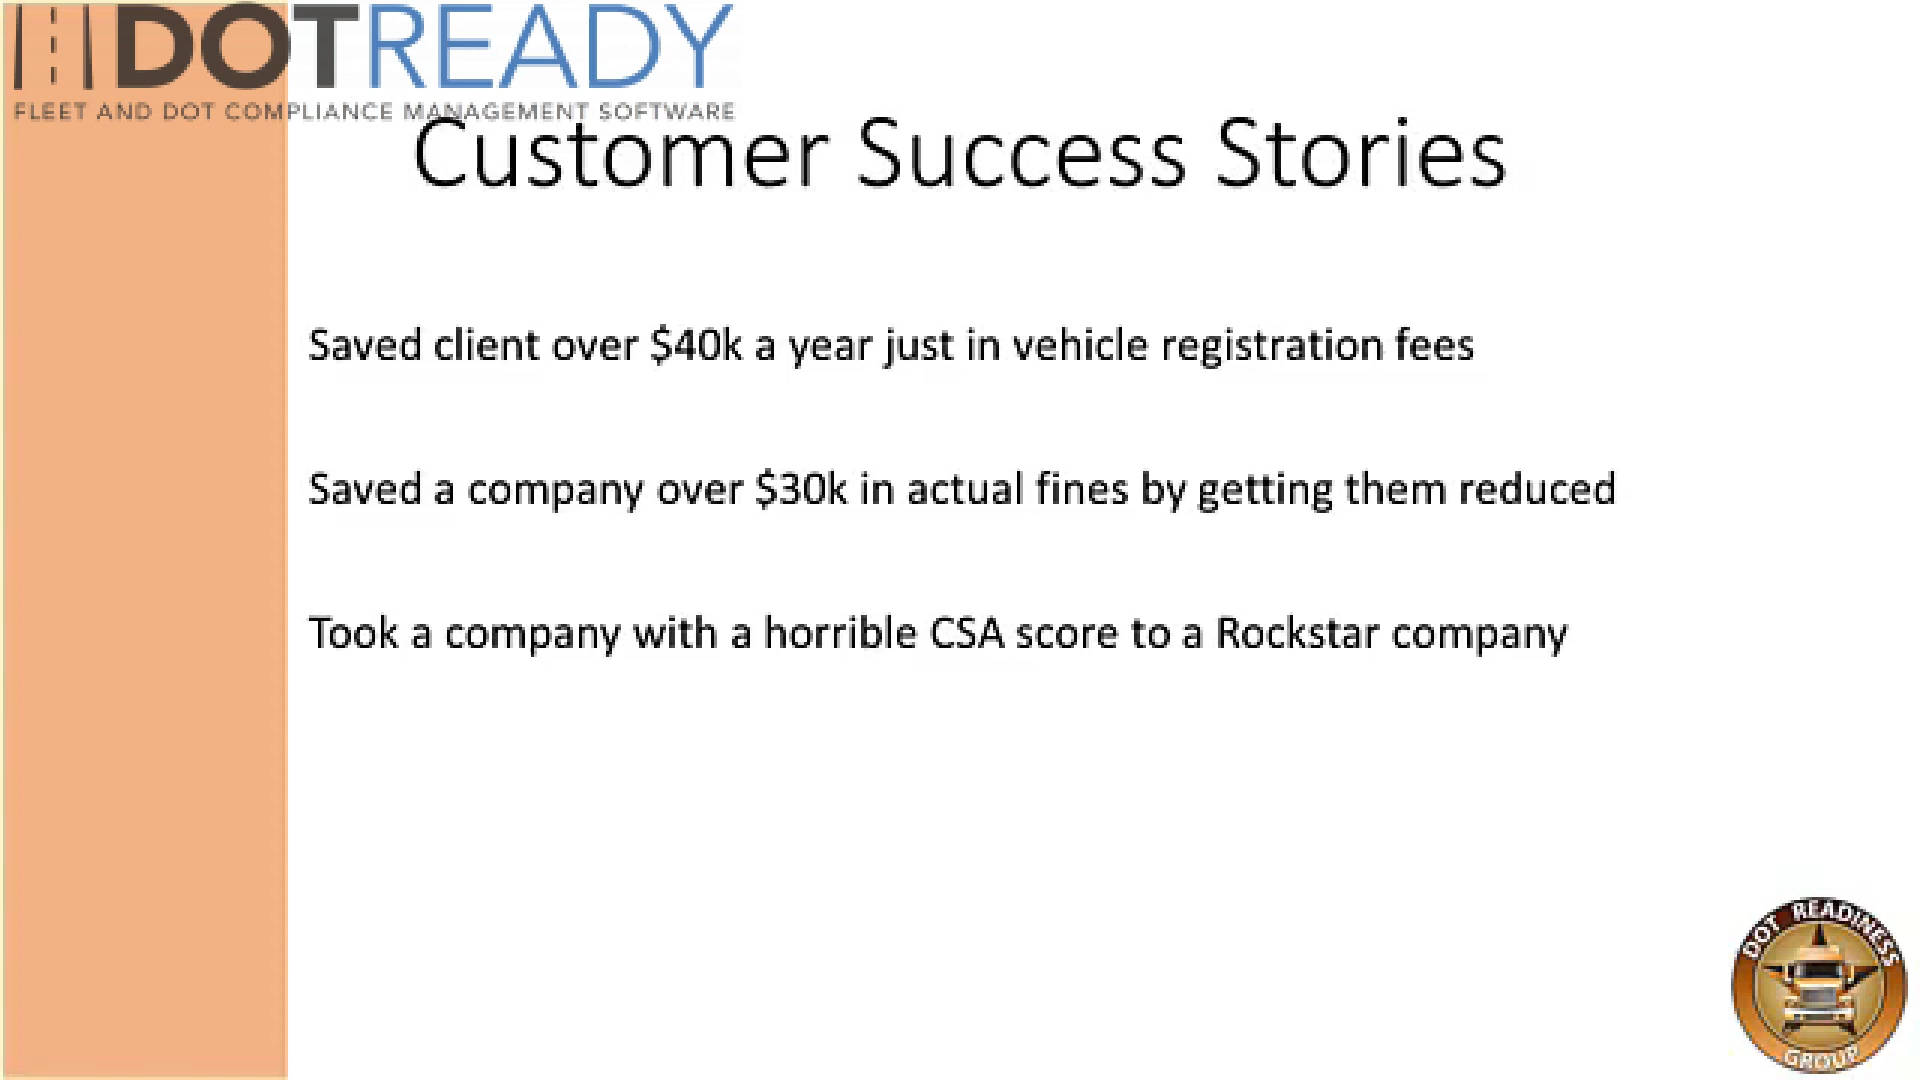 DOTREADY
FLEET AND DOT COMPLIANCE MANAGEMENT SOFTWARE
Customer Success Stories
Saved client over $40k a year just in vehicle registration fees
Saved a company over $30k in actual fines by getting them reduced
Took a company with a horrible CSA score to a Rockstar company
DOT READINESS
GROUP